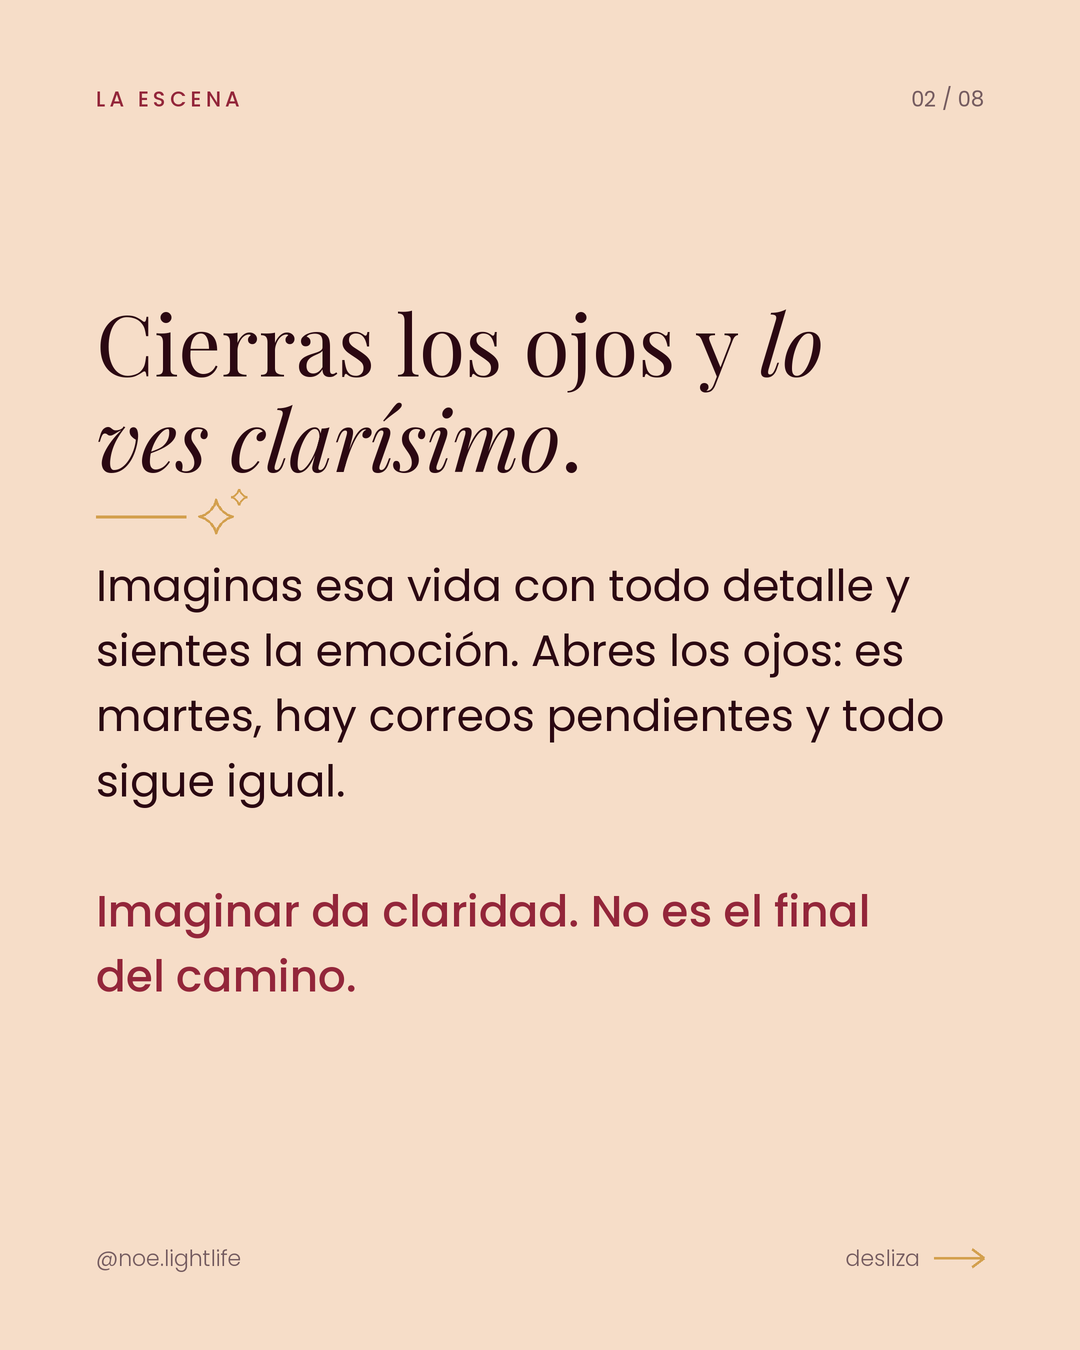 LA ESCENA
02 / 08
Cierras los ojos y lo
ves clarísimo.
Imaginas esa vida con todo detalle y
sientes la emoción. Abres los ojos: es
martes, hay correos pendientes y todo
sigue igual.
Imaginar da claridad. No es el final
del camino.
@noe.lightlife
desliza